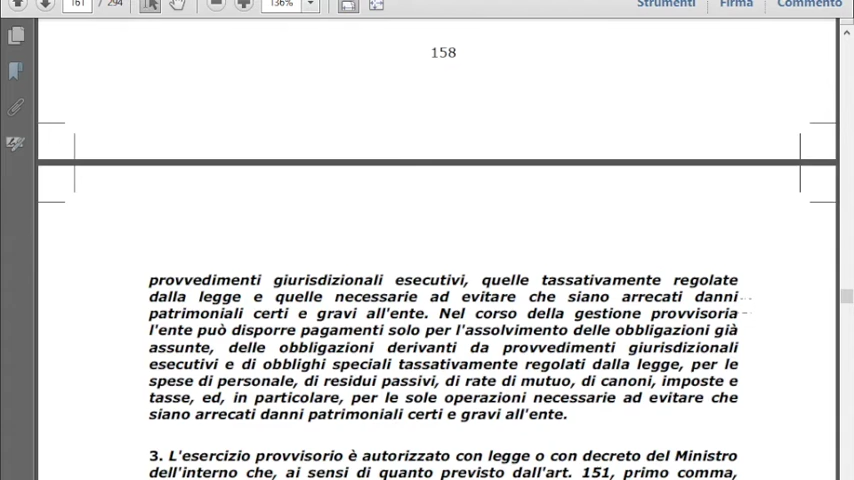 161 / 294 136% Strumenti Firma Commento
158
provvedimenti giurisdizionali esecutivi, quelle tassativamente regolate
dalla legge e quelle necessarie ad evitare che siano arrecati danni
patrimoniali certi e gravi all'ente. Nel corso della gestione provvisoria
l'ente può disporre pagamenti solo per l'assolvimento delle obbligazioni già
assunte, delle obbligazioni derivanti da provvedimenti giurisdizionali
esecutivi e di obblighi speciali tassativamente regolati dalla legge, per le
spese di personale, di residui passivi, di rate di mutuo, di canoni, imposte e
tasse, ed, in particolare, per le sole operazioni necessarie ad evitare che
siano arrecati danni patrimoniali certi e gravi all'ente.
3. L'esercizio provvisorio è autorizzato con legge o con decreto del Ministro
dell'interno che, ai sensi di quanto previsto dall'art. 151, primo comma,